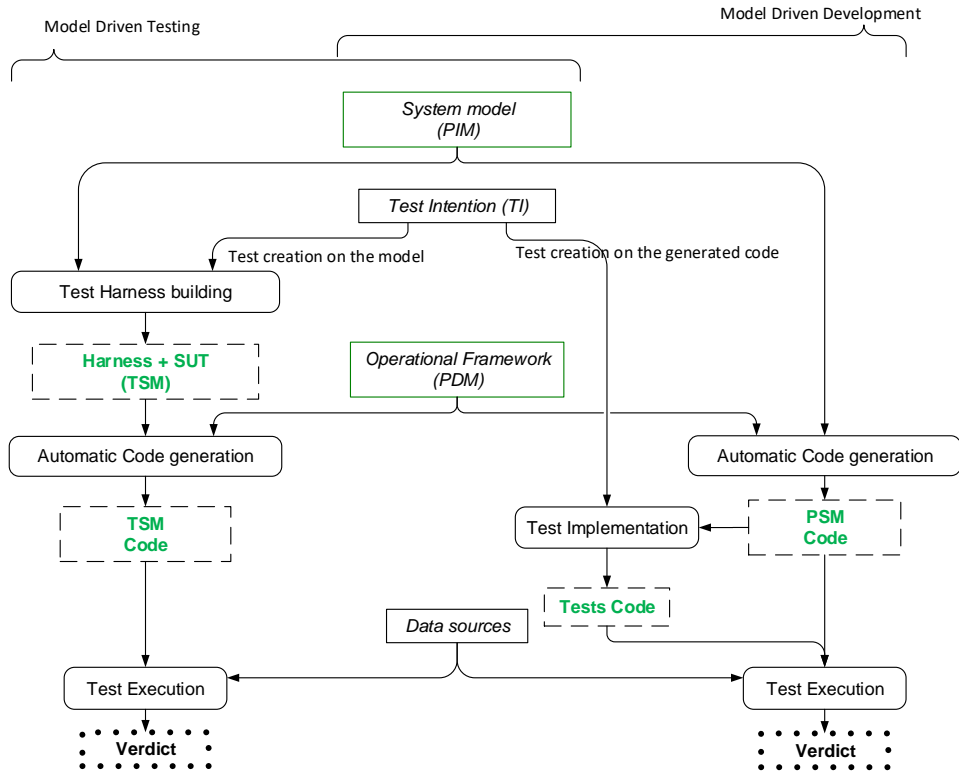 Model Driven Development
Model Driven Testing
System model
(PIM)
Test Intention (TI)
Test creation on the model
Test creation on the generated code
Test Harness building
Harness + SUT
(TSM)
Operational Framework
(PDM)
Automatic Code generation
Automatic Code generation
TSM
Code
Test Implementation
PSM
Code
Tests Code
Data sources
Test Execution
Test Execution
Verdict
Verdict